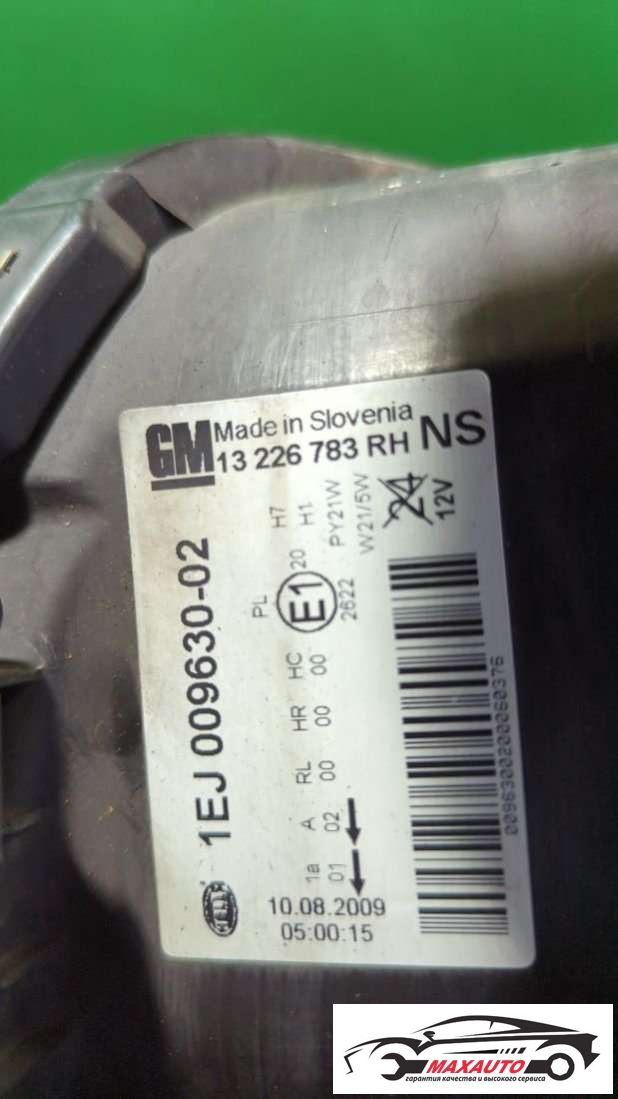 GM
Made in Slovenia
13 226 783 RH
NS
1EJ 009630-02
H7
H1
PY21W
W21/5W
24
12V
PL
E1
20
2622
HC
00
HR
00
RL
00
A
02
1a
01
HELLA
10.08.2009
05:00:15
0096300200060376
MAXAUTO
гарантия качества и высокого сервиса